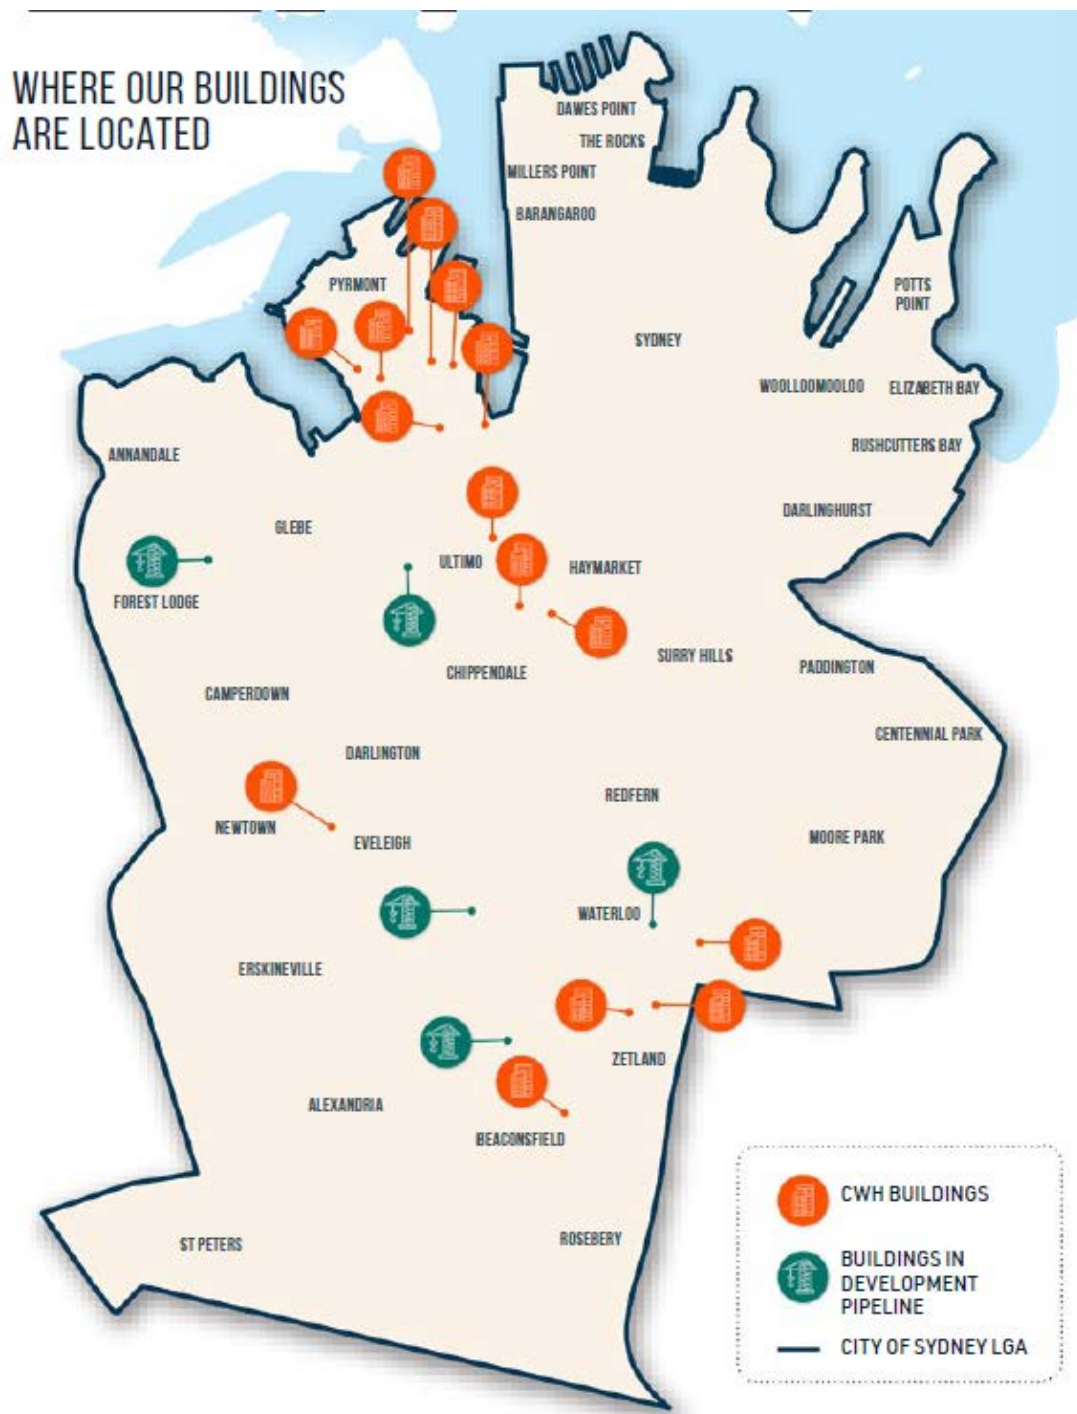 WHERE OUR BUILDINGS
ARE LOCATED
DAWES POINT
THE ROCKS
MILLERS POINT
BARANGAROO
PYRMONT
POTTS
POINT
SYDNEY
WOOLLOOMOOLOO
ELIZABETH BAY
ANNANDALE
RUSHCUTTERS BAY
DARLINGHURST
GLEBE
ULTIMO
HAYMARKET
FOREST LODGE
SURRY HILLS
PADDINGTON
CHIPPENDALE
CAMPERDOWN
CENTENNIAL PARK
DARLINGTON
REDFERN
NEWTOWN
EVELEIGH
MOORE PARK
WATERLOO
ERSKINEVILLE
ZETLAND
ALEXANDRIA
BEACONSFIELD
ST PETERS
ROSEBERY
CWH BUILDINGS
BUILDINGS IN
DEVELOPMENT
PIPELINE
CITY OF SYDNEY LGA